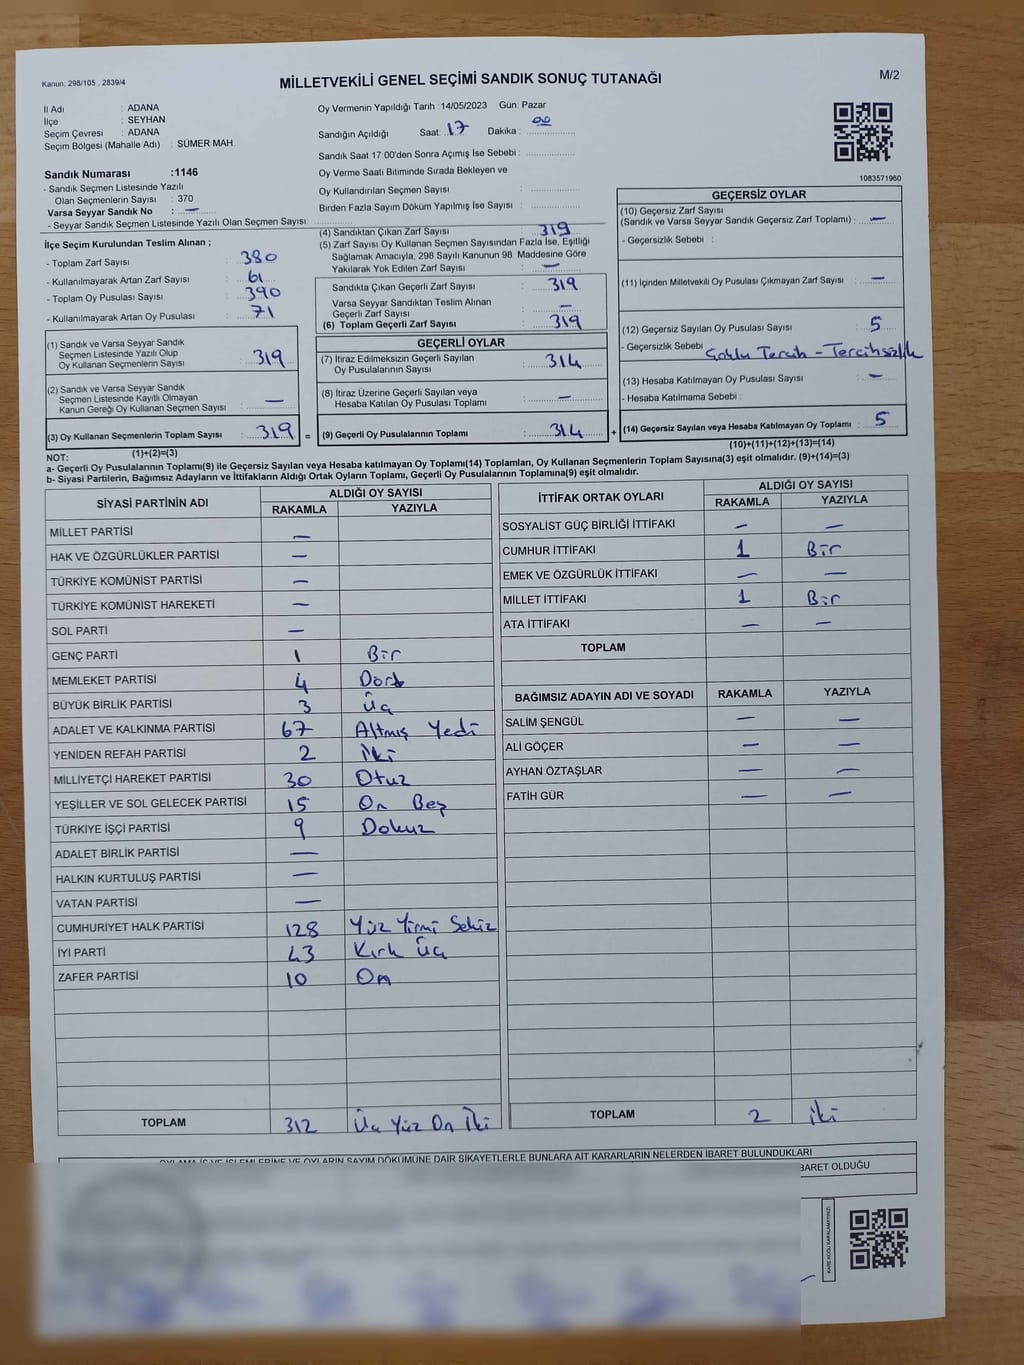 Kanun: 298/105 , 2839/4
MİLLETVEKİLİ GENEL SEÇİMİ SANDIK SONUÇ TUTANAĞI
M/2
İl Adı : ADANA
İlçe : SEYHAN
Seçim Çevresi : ADANA
Seçim Bölgesi (Mahalle Adı) : SÜMER MAH.
Sandık Numarası :1146
- Sandık Seçmen Listesinde Yazılı
Olan Seçmenlerin Sayısı : 370
Varsa Seyyar Sandık No : —
- Seyyar Sandık Seçmen Listesinde Yazılı Olan Seçmen Sayısı:
Oy Vermenin Yapıldığı Tarih :14/05/2023 Gün: Pazar
Sandığın Açıldığı Saat: 17 Dakika : 00
Sandık Saat 17:00'den Sonra Açımış İse Sebebi :
Oy Verme Saati Bitiminde Sırada Bekleyen ve
Oy Kullandırılan Seçmen Sayısı :
Birden Fazla Sayım Döküm Yapılmış İse Sayısı :
1083571960
İlçe Seçim Kurulundan Teslim Alınan ;
- Toplam Zarf Sayısı : 380
- Kullanılmayarak Artan Zarf Sayısı : 61
- Toplam Oy Pusulası Sayısı : 390
- Kullanılmayarak Artan Oy Pusulası : 71
(1) Sandık ve Varsa Seyyar Sandık
Seçmen Listesinde Yazılı Olup
Oy Kullanan Seçmenlerin Sayısı : 319
(2) Sandık ve Varsa Seyyar Sandık
Seçmen Listesinde Kayıtlı Olmayan
Kanun Gereği Oy Kullanan Seçmen Sayısı : —
(3) Oy Kullanan Seçmenlerin Toplam Sayısı : 319 =
(1)+(2)=(3)
(4) Sandıktan Çıkan Zarf Sayısı : 319
(5) Zarf Sayısı Oy Kullanan Seçmen Sayısından Fazla İse, Eşitliği
Sağlamak Amacıyla; 298 Sayılı Kanunun 98. Maddesine Göre
Yakılarak Yok Edilen Zarf Sayısı : —
Sandıkta Çıkan Geçerli Zarf Sayısı : 319
Varsa Seyyar Sandıktan Teslim Alınan
Geçerli Zarf Sayısı : —
(6) Toplam Geçerli Zarf Sayısı : 319
GEÇERLİ OYLAR
(7) İtiraz Edilmeksizin Geçerli Sayılan
Oy Pusulalarının Sayısı : 314
(8) İtiraz Üzerine Geçerli Sayılan veya
Hesaba Katılan Oy Pusulası Toplamı : —
(9) Geçerli Oy Pusulalarının Toplamı : 314 +
GEÇERSİZ OYLAR
(10) Geçersiz Zarf Sayısı
(Sandık ve Varsa Seyyar Sandık Geçersiz Zarf Toplamı) : —
- Geçersizlik Sebebi :
(11) İçinden Milletvekili Oy Pusulası Çıkmayan Zarf Sayısı : —
(12) Geçersiz Sayılan Oy Pusulası Sayısı : 5
- Geçersizlik Sebebi Çoklu Tercih - Tercihsizlik
(13) Hesaba Katılmayan Oy Pusulası Sayısı : —
- Hesaba Katılmama Sebebi :
(14) Geçersiz Sayılan veya Hesaba Katılmayan Oy Toplamı : 5
(10)+(11)+(12)+(13)=(14)
NOT:
a- Geçerli Oy Pusulalarının Toplamı(9) ile Geçersiz Sayılan veya Hesaba katılmayan Oy Toplamı(14) Toplamları, Oy Kullanan Seçmenlerin Toplam Sayısına(3) eşit olmalıdır. (9)+(14)=(3)
b- Siyasi Partilerin, Bağımsız Adayların ve İttifakların Aldığı Ortak Oyların Toplamı, Geçerli Oy Pusulalarının Toplamına(9) eşit olmalıdır.
SİYASİ PARTİNİN ADI ALDIĞI OY SAYISI
RAKAMLA YAZIYLA
MİLLET PARTİSİ —
HAK VE ÖZGÜRLÜKLER PARTİSİ —
TÜRKİYE KOMÜNİST PARTİSİ —
TÜRKİYE KOMÜNİST HAREKETİ —
SOL PARTİ —
GENÇ PARTİ 1 Bir
MEMLEKET PARTİSİ 4 Dört
BÜYÜK BİRLİK PARTİSİ 3 Üç
ADALET VE KALKINMA PARTİSİ 67 Altmış Yedi
YENİDEN REFAH PARTİSİ 2 İki
MİLLİYETÇİ HAREKET PARTİSİ 30 Otuz
YEŞİLLER VE SOL GELECEK PARTİSİ 15 On Beş
TÜRKİYE İŞÇİ PARTİSİ 9 Dokuz
ADALET BİRLİK PARTİSİ —
HALKIN KURTULUŞ PARTİSİ —
VATAN PARTİSİ —
CUMHURİYET HALK PARTİSİ 128 Yüz Yirmi Sekiz
İYİ PARTİ 43 Kırk Üç
ZAFER PARTİSİ 10 On
TOPLAM 312 Üç Yüz On İki
İTTİFAK ORTAK OYLARI ALDIĞI OY SAYISI
RAKAMLA YAZIYLA
SOSYALİST GÜÇ BİRLİĞİ İTTİFAKI — —
CUMHUR İTTİFAKI 1 Bir
EMEK VE ÖZGÜRLÜK İTTİFAKI — —
MİLLET İTTİFAKI 1 Bir
ATA İTTİFAKI — —
TOPLAM
BAĞIMSIZ ADAYIN ADI VE SOYADI RAKAMLA YAZIYLA
SALİM ŞENGÜL — —
ALİ GÖÇER — —
AYHAN ÖZTAŞLAR — —
FATİH GÜR — —
TOPLAM 2 iki
OYLAMA İŞ VE İŞLEMLERİNE VE OYLARIN SAYIM DÖKÜMÜNE DAİR ŞİKAYETLERLE BUNLARA AİT KARARLARIN NELERDEN İBARET BULUNDUKLARI
BARET OLDUĞU
KARE KODU KARALAMAYINIZ!